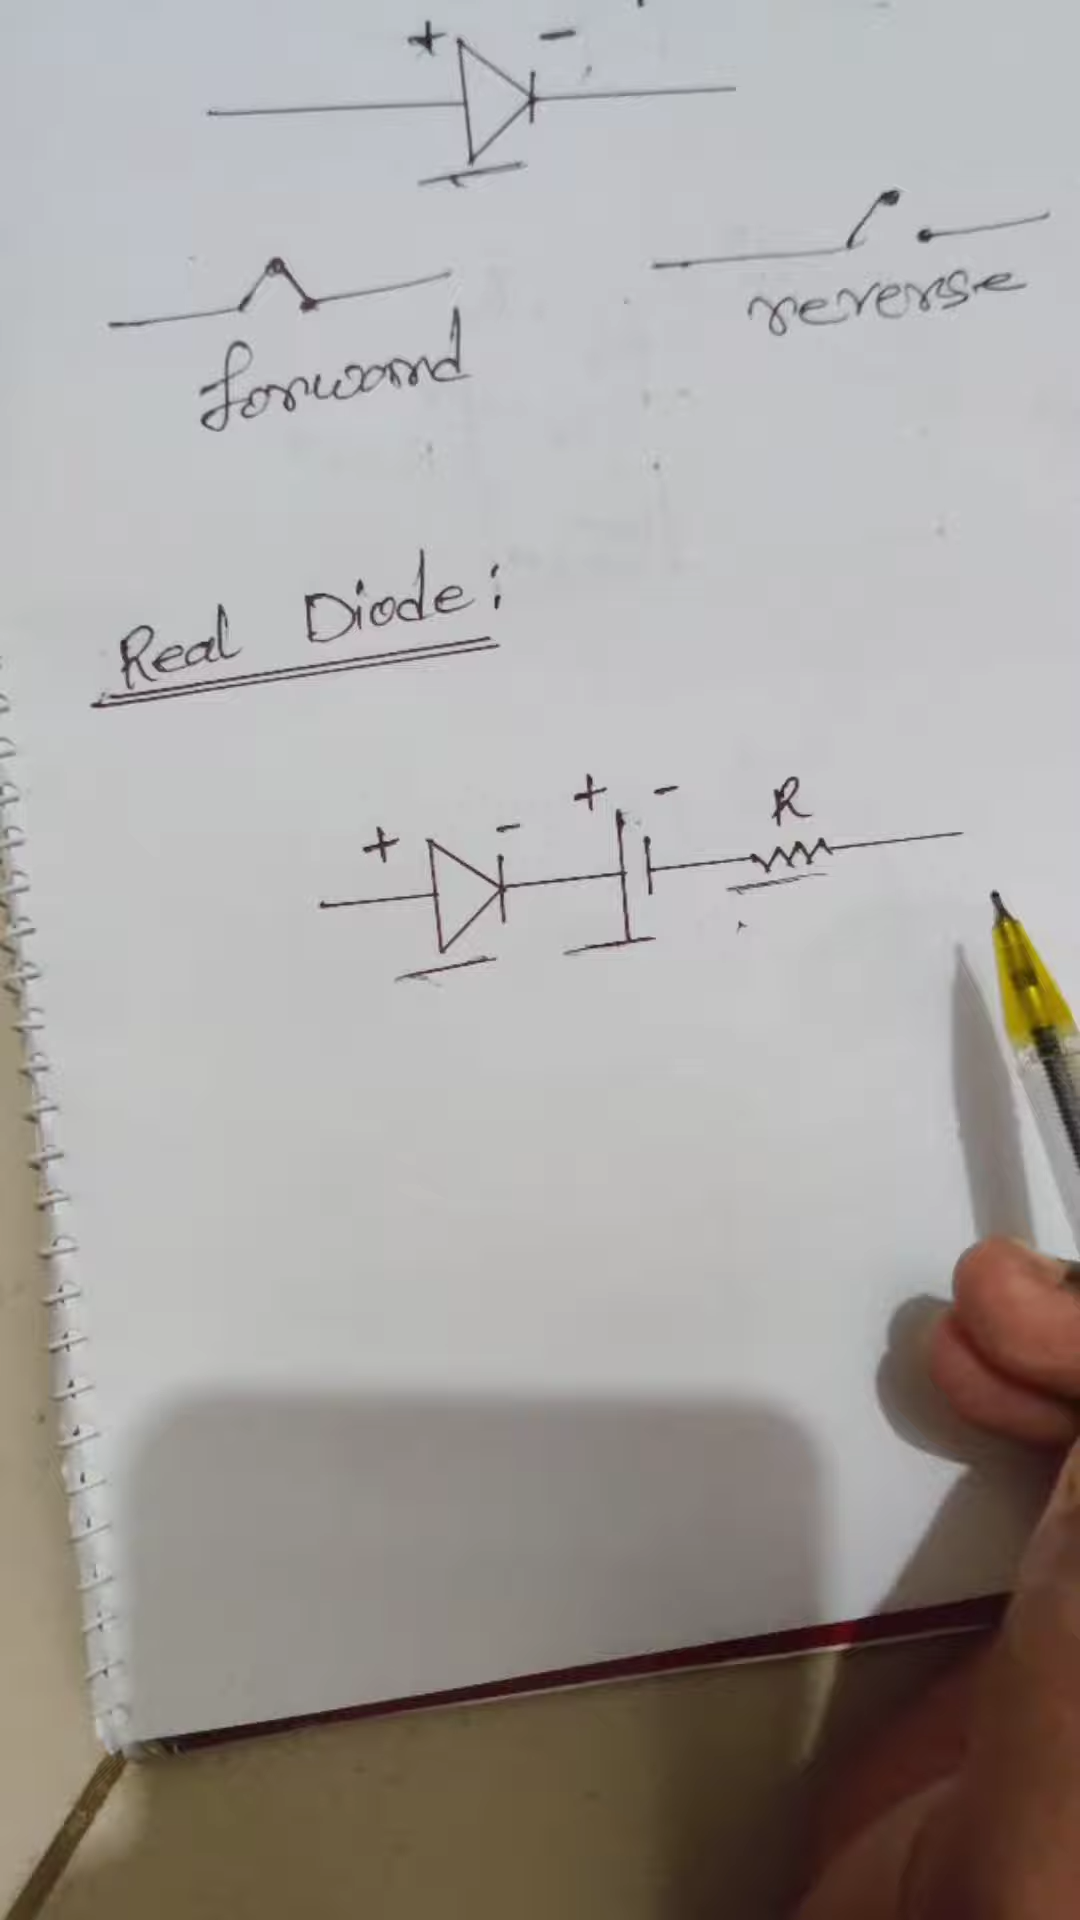 + -
reverse
forward
Real Diode:
+ - + - R